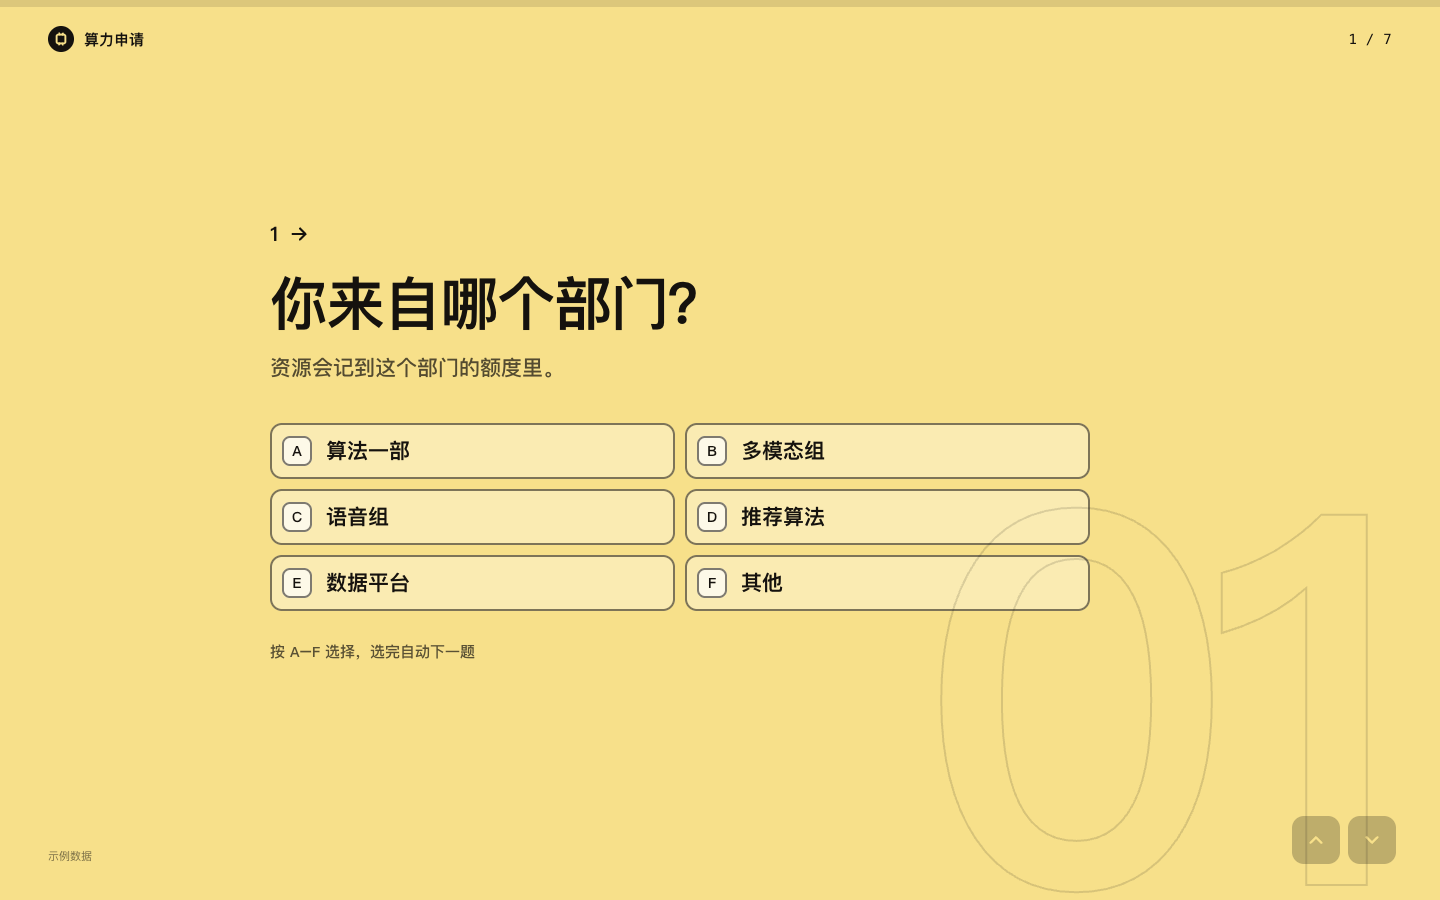 算力申请
1 / 7
1 →
你来自哪个部门?
资源会记到这个部门的额度里。
A 算法一部
B 多模态组
C 语音组
D 推荐算法
E 数据平台
F 其他
按 A–F 选择，选完自动下一题
01
示例数据